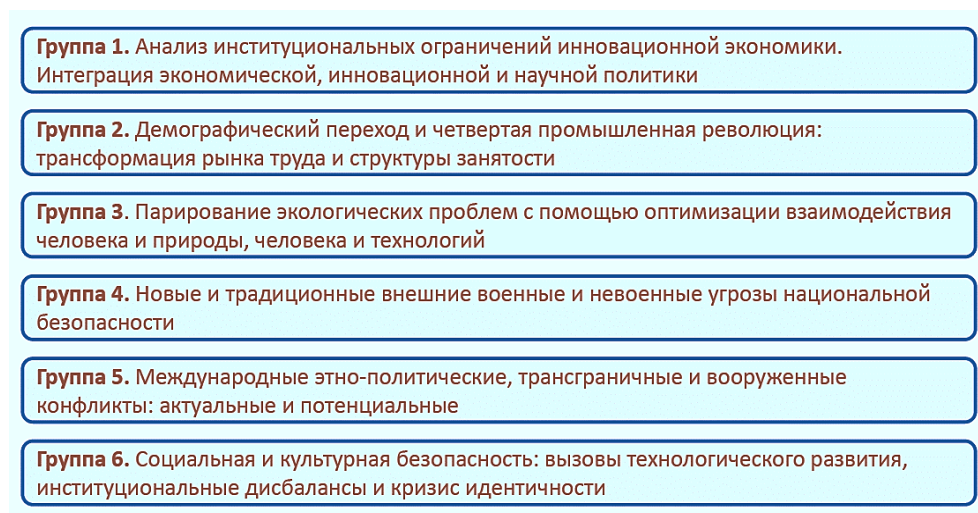 Группа 1. Анализ институциональных ограничений инновационной экономики.
Интеграция экономической, инновационной и научной политики
Группа 2. Демографический переход и четвертая промышленная революция:
трансформация рынка труда и структуры занятости
Группа 3. Парирование экологических проблем с помощью оптимизации взаимодействия
человека и природы, человека и технологий
Группа 4. Новые и традиционные внешние военные и невоенные угрозы национальной
безопасности
Группа 5. Международные этно-политические, трансграничные и вооруженные
конфликты: актуальные и потенциальные
Группа 6. Социальная и культурная безопасность: вызовы технологического развития,
институциональные дисбалансы и кризис идентичности